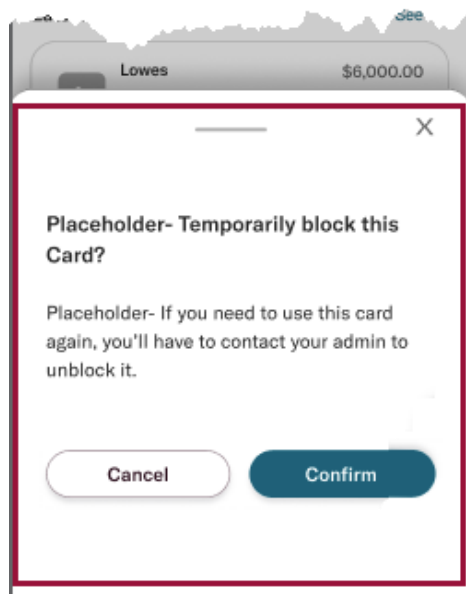 See
Lowes $6,000.00
Placeholder- Temporarily block this
Card?
Placeholder- If you need to use this card
again, you'll have to contact your admin to
unblock it.
Cancel Confirm